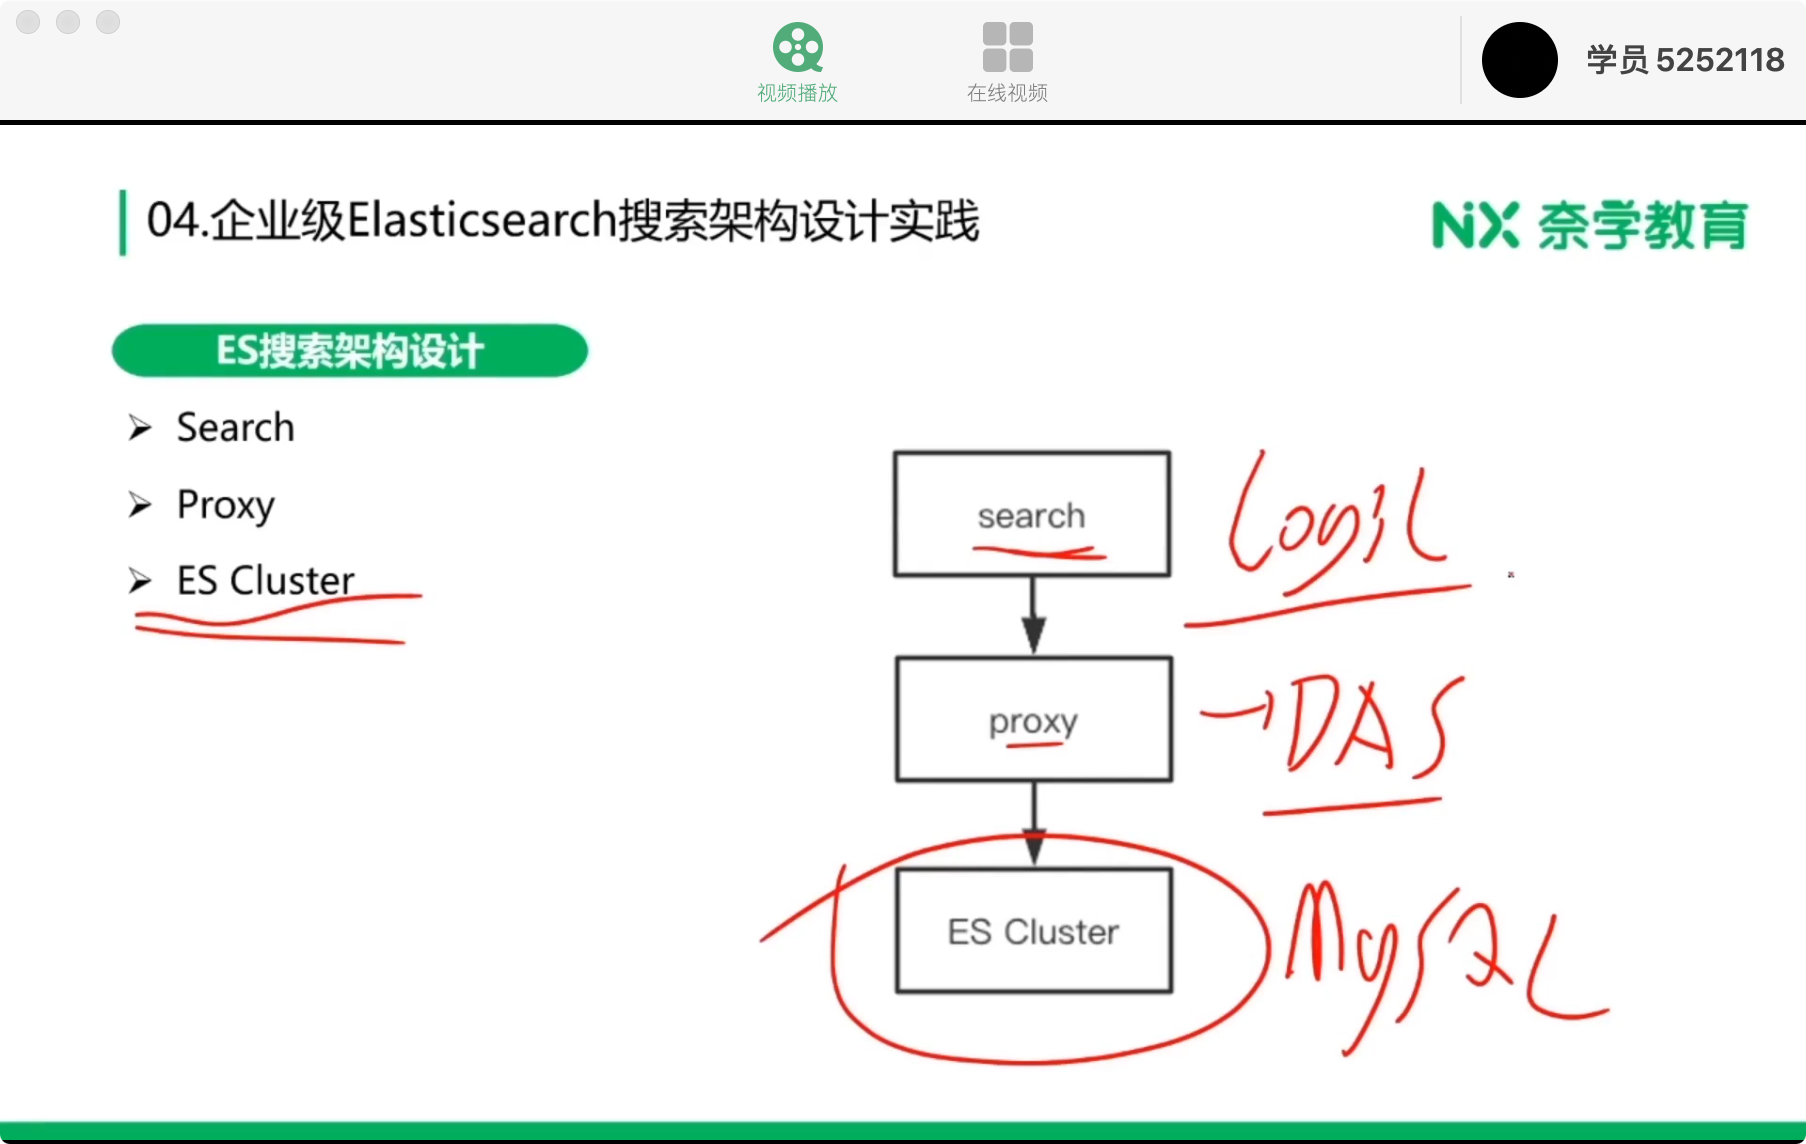 视频播放
在线视频
学员 5252118
04.企业级Elasticsearch搜索架构设计实践
NX 奈学教育
ES搜索架构设计
➢ Search
➢ Proxy
➢ ES Cluster
search
Logic
proxy
→DAS
ES Cluster
MySQL